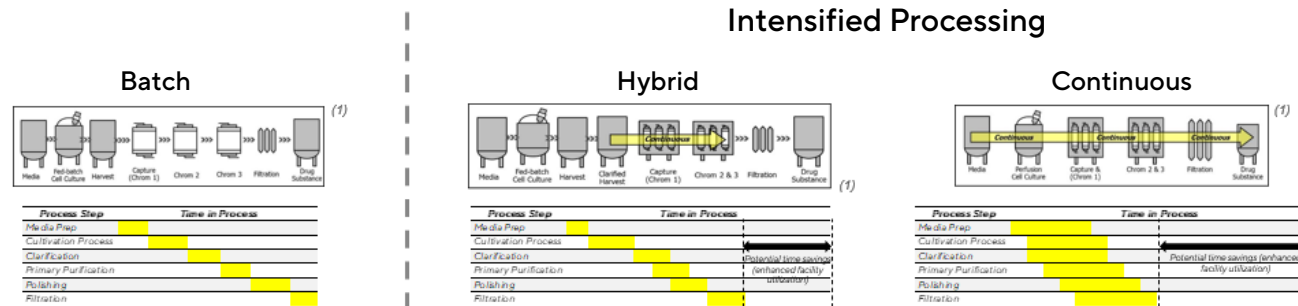 Intensified Processing
Batch
Hybrid
Continuous
(1)
Media
Fed-batch
Cell Culture
Harvest
Capture
(Chrom 1)
Chrom 2
Chrom 3
Filtration
Drug
Substance
Process Step Time in Process
Media Prep
Cultivation Process
Clarification
Primary Purification
Polishing
Filtration
(1)
Continuous
Media
Fed-batch
Cell Culture
Harvest
Clarified
Harvest
Capture
(Chrom 1)
Chrom 2 & 3
Filtration
Drug
Substance
Process Step Time in Process
Media Prep
Cultivation Process
Clarification
Primary Purification
Polishing
Filtration
Potential time savings
(enhanced facility
utilization)
(1)
Continuous Continuous Continuous
Media
Perfusion
Cell Culture
Capture &
(Chrom 1)
Chrom 2 & 3
Filtration
Drug
Substance
Process Step Time in Process
Media Prep
Cultivation Process
Clarification
Primary Purification
Polishing
Filtration
Potential time savings (enhanced
facility utilization)